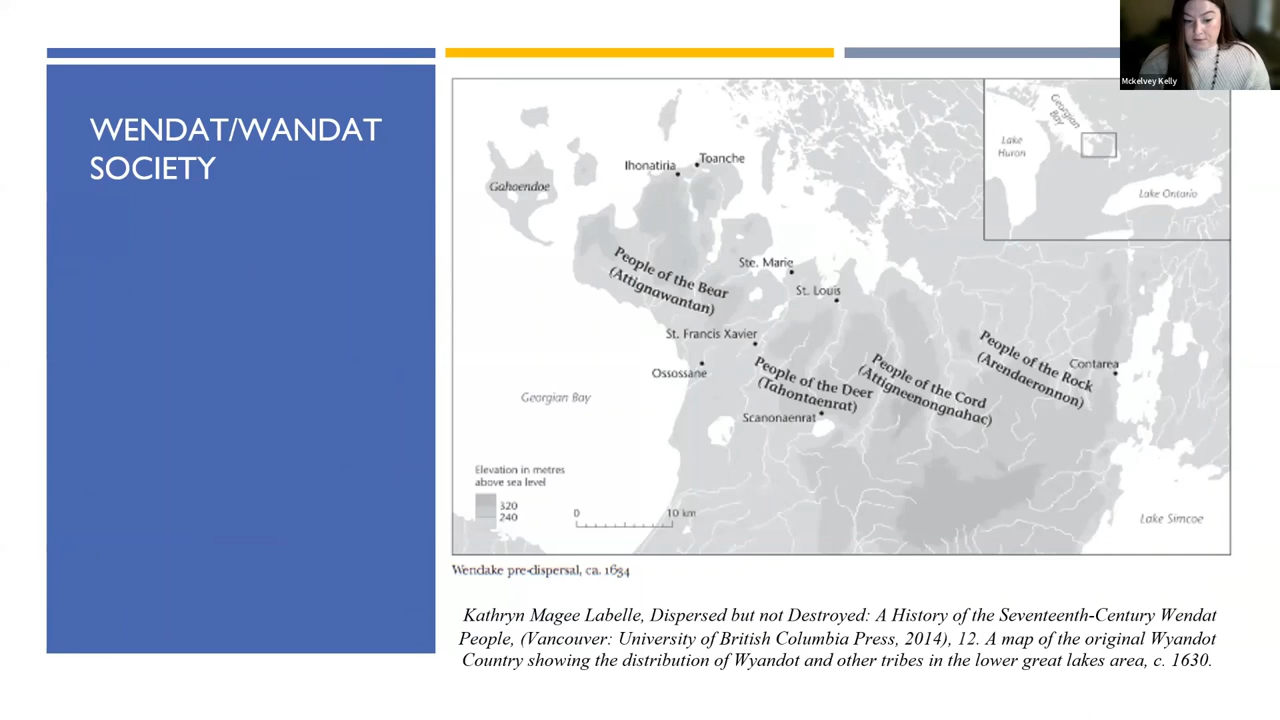 WENDAT/WANDAT
SOCIETY
Mckelvey Kelly
Georgian
Bay
Lake
Huron
Lake Ontario
Ihonatiria
Toanche
Gahoendoe
People of the Bear
(Attignawantan)
Ste. Marie
St. Louis
St. Francis Xavier
Ossossane
People of the Deer
(Tahontaenrat)
Scanonaenrat
People of the Cord
(Attigneenongnahac)
People of the Rock
(Arendaeronnon)
Contarea
Georgian Bay
Elevation in metres
above sea level
320
240
0 10 km
Lake Simcoe
Wendake pre-dispersal, ca. 1634
Kathryn Magee Labelle, Dispersed but not Destroyed: A History of the Seventeenth-Century Wendat
People, (Vancouver: University of British Columbia Press, 2014), 12. A map of the original Wyandot
Country showing the distribution of Wyandot and other tribes in the lower great lakes area, c. 1630.